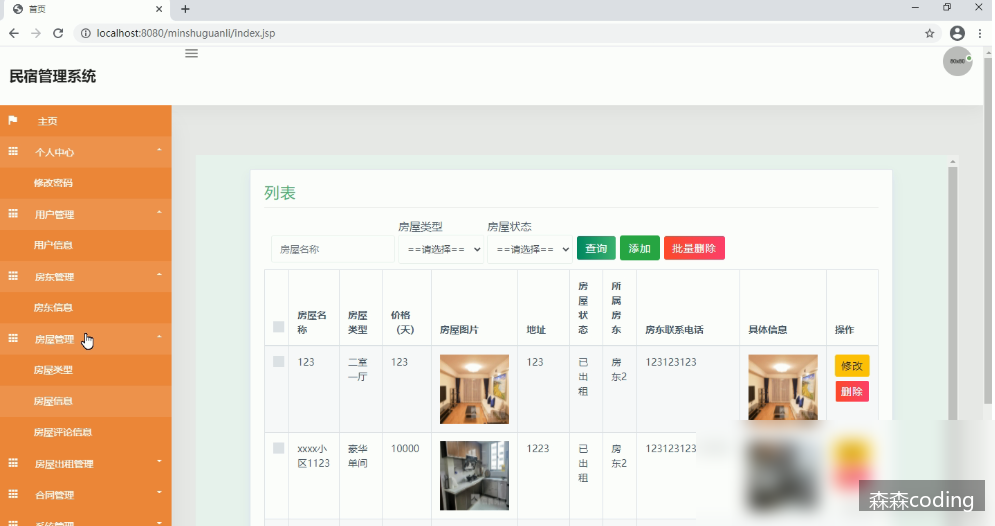 首页
localhost:8080/minshuguanli/index.jsp
民宿管理系统
主页
个人中心
修改密码
用户管理
用户信息
房东管理
房东信息
房屋管理
房屋类型
房屋信息
房屋评论信息
房屋出租管理
合同管理
系统管理
列表
房屋类型 房屋状态
房屋名称 ==请选择== ==请选择== 查询 添加 批量删除
房屋名称 房屋类型 价格(天) 房屋图片 地址 房屋状态 所属房东 房东联系电话 具体信息 操作
123 二室一厅 123 123 已出租 房东2 123123123 修改
删除
xxxx小区1123 豪华单间 10000 1223 已出租 房东2 123123123
森森coding